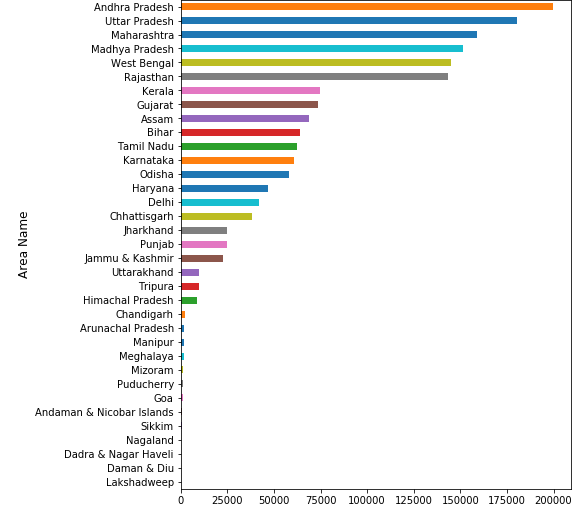 Andhra Pradesh
Uttar Pradesh
Maharashtra
Madhya Pradesh
West Bengal
Rajasthan
Kerala
Gujarat
Assam
Bihar
Tamil Nadu
Karnataka
Odisha
Haryana
Delhi
Chhattisgarh
Jharkhand
Punjab
Jammu & Kashmir
Uttarakhand
Tripura
Himachal Pradesh
Chandigarh
Arunachal Pradesh
Manipur
Meghalaya
Mizoram
Puducherry
Goa
Andaman & Nicobar Islands
Sikkim
Nagaland
Dadra & Nagar Haveli
Daman & Diu
Lakshadweep
Area Name
0 25000 50000 75000 100000 125000 150000 175000 200000